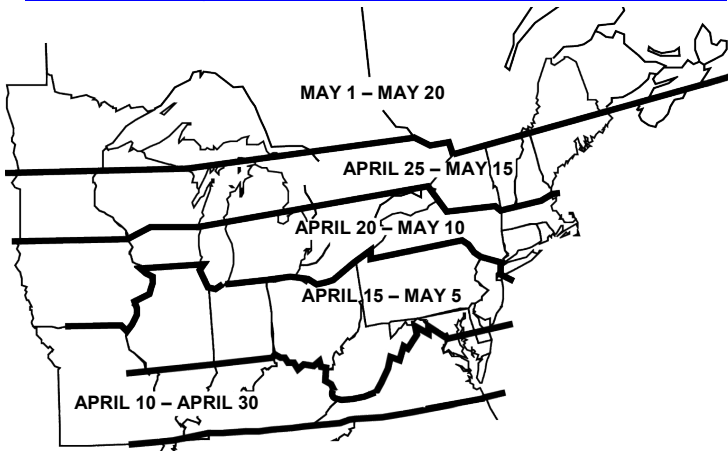 MAY 1 – MAY 20
APRIL 25 – MAY 15
APRIL 20 – MAY 10
APRIL 15 – MAY 5
APRIL 10 – APRIL 30